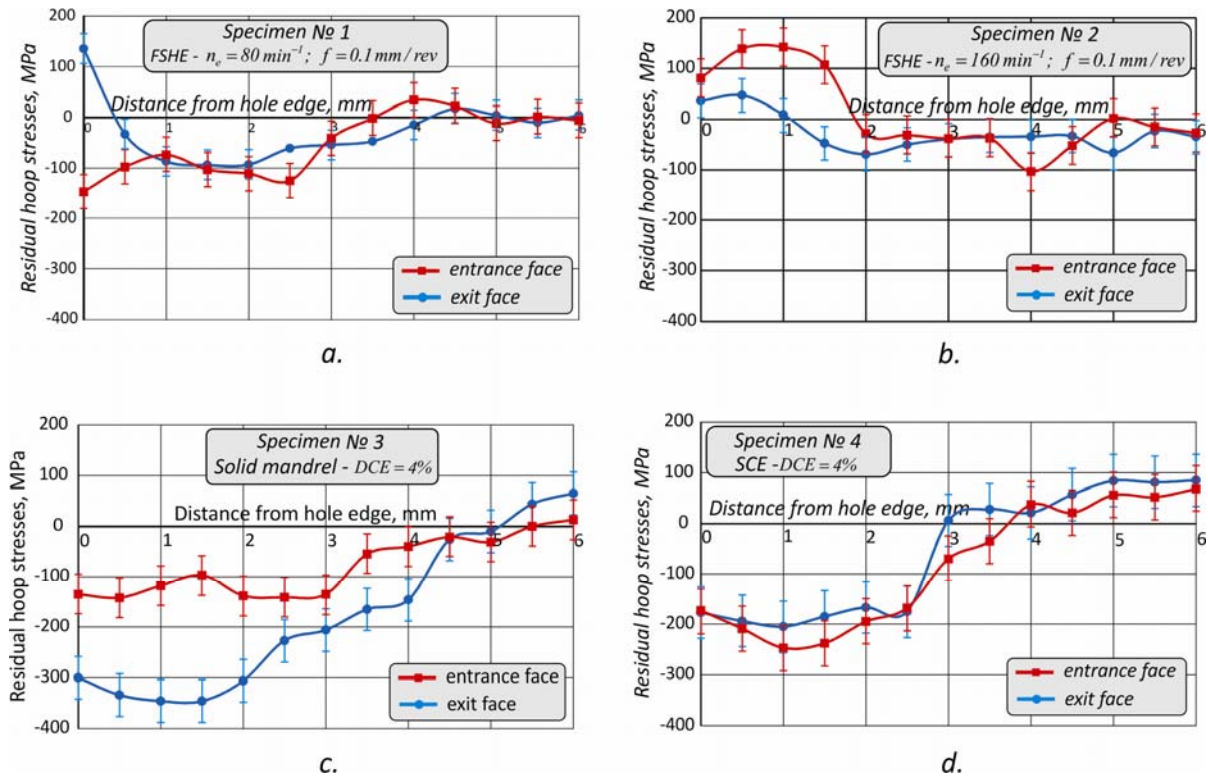 Specimen № 1
FSHE - nₑ = 80 min⁻¹ ; f = 0.1 mm / rev
Residual hoop stresses, MPa
200
100
0
-100
-200
-300
-400
Distance from hole edge, mm
0 1 2 3 4 5 6
entrance face
exit face
a.
Specimen № 2
FSHE - nₑ = 160 min⁻¹ ; f = 0.1 mm / rev
Residual hoop stresses, MPa
200
100
0
-100
-200
-300
-400
Distance from hole edge, mm
0 1 2 3 4 5 6
entrance face
exit face
b.
Specimen № 3
Solid mandrel - DCE = 4%
Residual hoop stresses, MPa
200
100
0
-100
-200
-300
-400
Distance from hole edge, mm
0 1 2 3 4 5 6
entrance face
exit face
c.
Specimen № 4
SCE - DCE = 4%
Residual hoop stresses, MPa
200
100
0
-100
-200
-300
-400
Distance from hole edge, mm
0 1 2 3 4 5 6
entrance face
exit face
d.